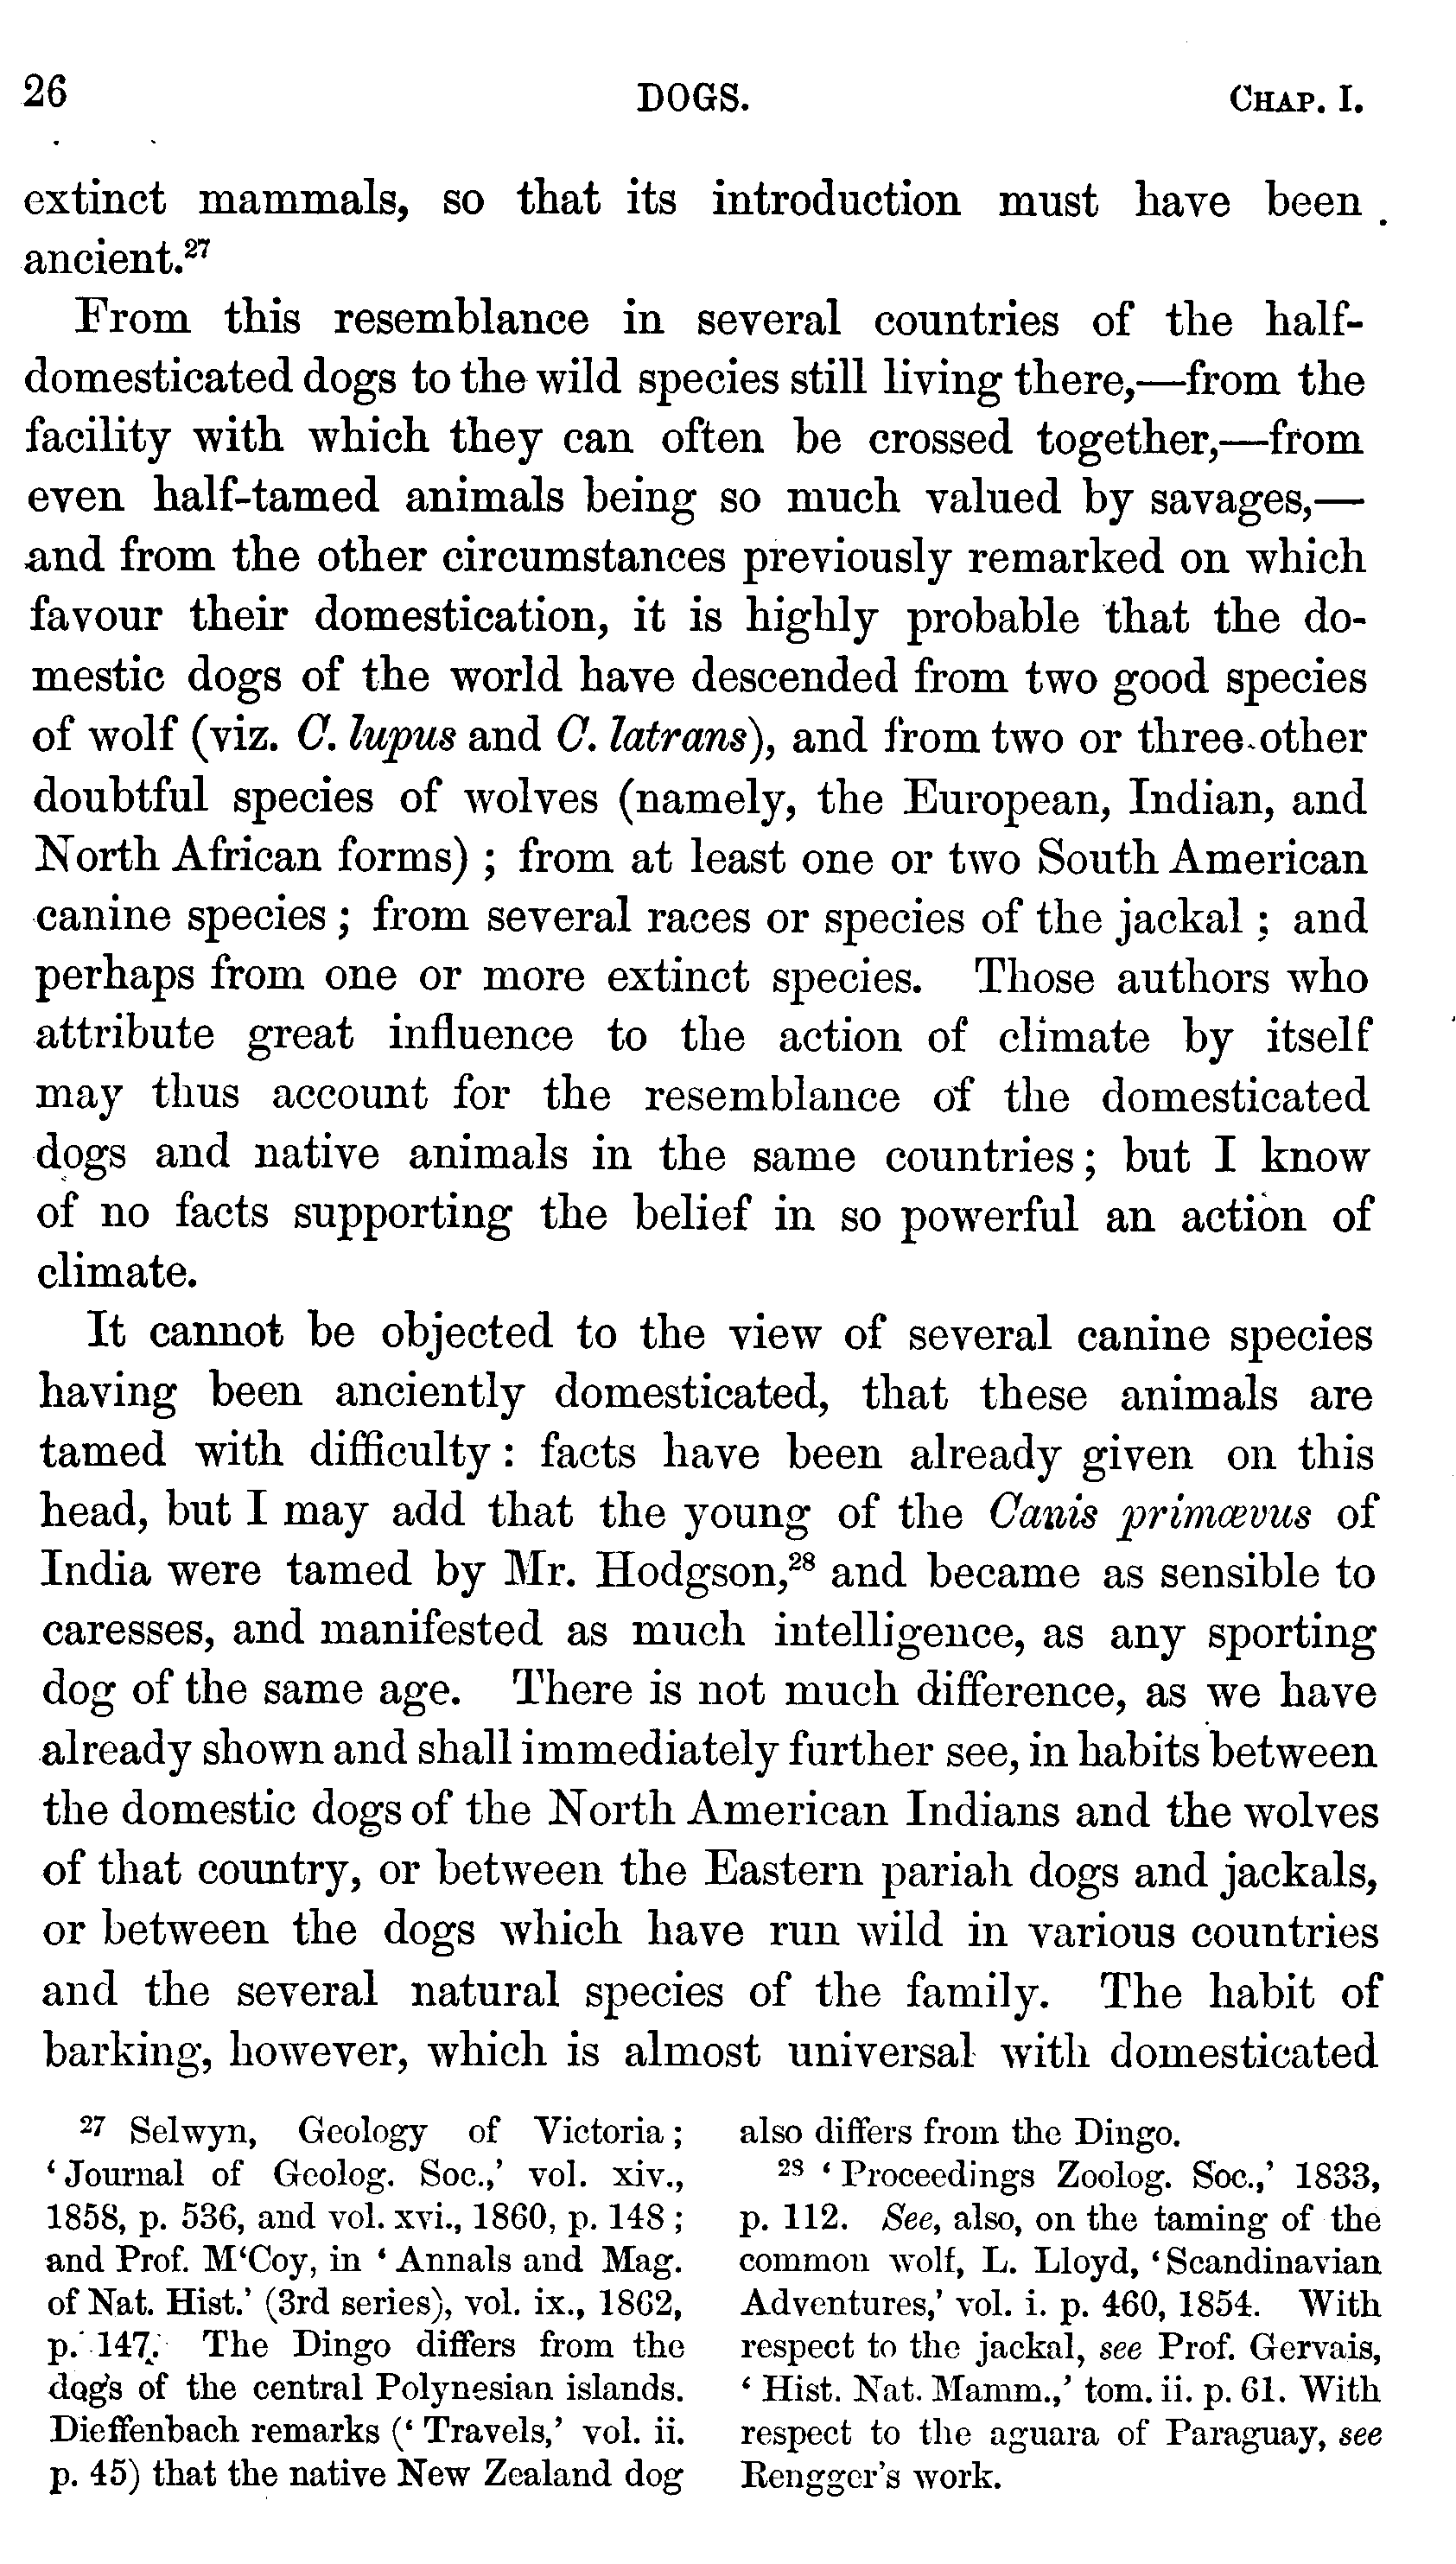 26 DOGS. CHAP. I.
extinct mammals, so that its introduction must have been
ancient.²⁷
From this resemblance in several countries of the half-
domesticated dogs to the wild species still living there,—from the
facility with which they can often be crossed together,—from
even half-tamed animals being so much valued by savages,—
and from the other circumstances previously remarked on which
favour their domestication, it is highly probable that the do-
mestic dogs of the world have descended from two good species
of wolf (viz. C. lupus and C. latrans), and from two or three other
doubtful species of wolves (namely, the European, Indian, and
North African forms) ; from at least one or two South American
canine species ; from several races or species of the jackal ; and
perhaps from one or more extinct species. Those authors who
attribute great influence to the action of climate by itself
may thus account for the resemblance of the domesticated
dogs and native animals in the same countries ; but I know
of no facts supporting the belief in so powerful an action of
climate.
It cannot be objected to the view of several canine species
having been anciently domesticated, that these animals are
tamed with difficulty : facts have been already given on this
head, but I may add that the young of the Canis primævus of
India were tamed by Mr. Hodgson,²⁸ and became as sensible to
caresses, and manifested as much intelligence, as any sporting
dog of the same age. There is not much difference, as we have
already shown and shall immediately further see, in habits between
the domestic dogs of the North American Indians and the wolves
of that country, or between the Eastern pariah dogs and jackals,
or between the dogs which have run wild in various countries
and the several natural species of the family. The habit of
barking, however, which is almost universal with domesticated
²⁷ Selwyn, Geology of Victoria ;
‘ Journal of Geolog. Soc.,’ vol. xiv.,
1858, p. 536, and vol. xvi., 1860, p. 148 ;
and Prof. M‘Coy, in ‘ Annals and Mag.
of Nat. Hist.’ (3rd series), vol. ix., 1862,
p. 147. The Dingo differs from the
dogs of the central Polynesian islands.
Dieffenbach remarks (‘ Travels,’ vol. ii.
p. 45) that the native New Zealand dog
also differs from the Dingo.
²⁸ ‘ Proceedings Zoolog. Soc.,’ 1833,
p. 112. See, also, on the taming of the
common wolf, L. Lloyd, ‘ Scandinavian
Adventures,’ vol. i. p. 460, 1854. With
respect to the jackal, see Prof. Gervais,
‘ Hist. Nat. Mamm.,’ tom. ii. p. 61. With
respect to the aguara of Paraguay, see
Rengger's work.